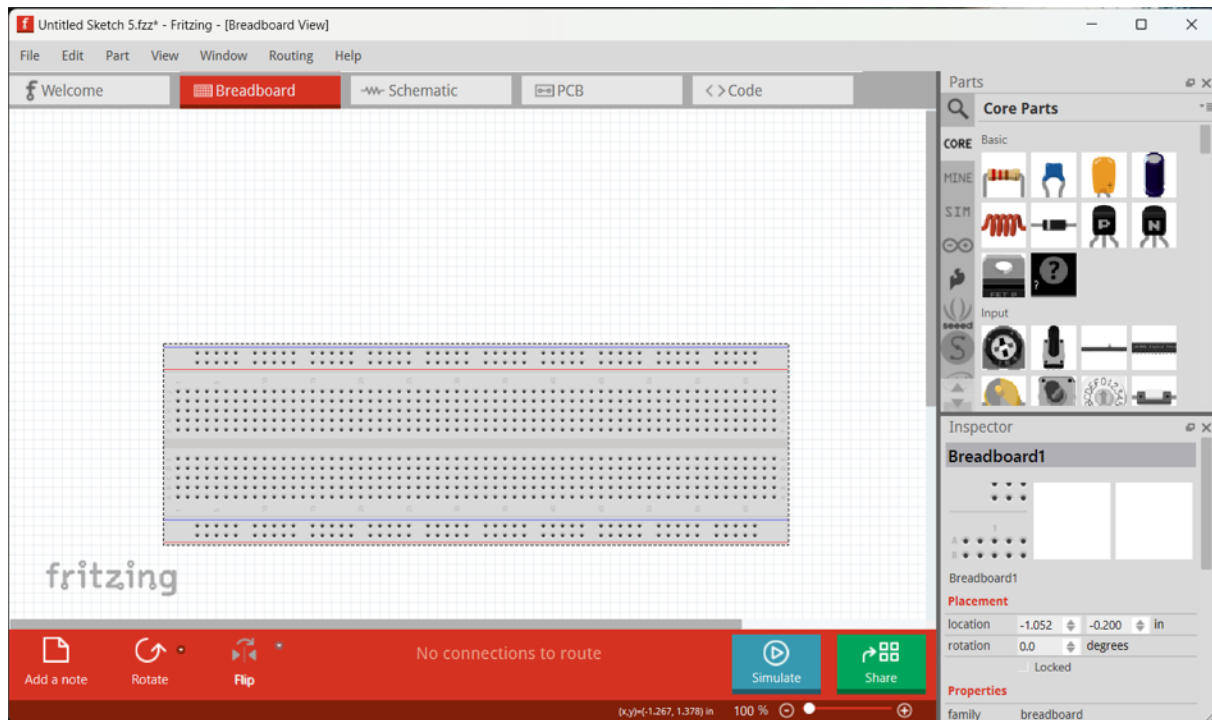 Untitled Sketch 5.fzz* - Fritzing - [Breadboard View]
File Edit Part View Window Routing Help
Welcome Breadboard Schematic PCB < >Code
Parts
Core Parts
CORE
MINE
SIM
seeed
S
Basic
P N
FET
?
?
Input
Inspector
Breadboard1
1
A
B
Breadboard1
Placement
location -1.052 -0.200 in
rotation 0.0 degrees
Locked
Properties
family breadboard
fritzing
Add a note Rotate Flip No connections to route Simulate Share
(x,y)=(-1.267, 1.378) in 100 %